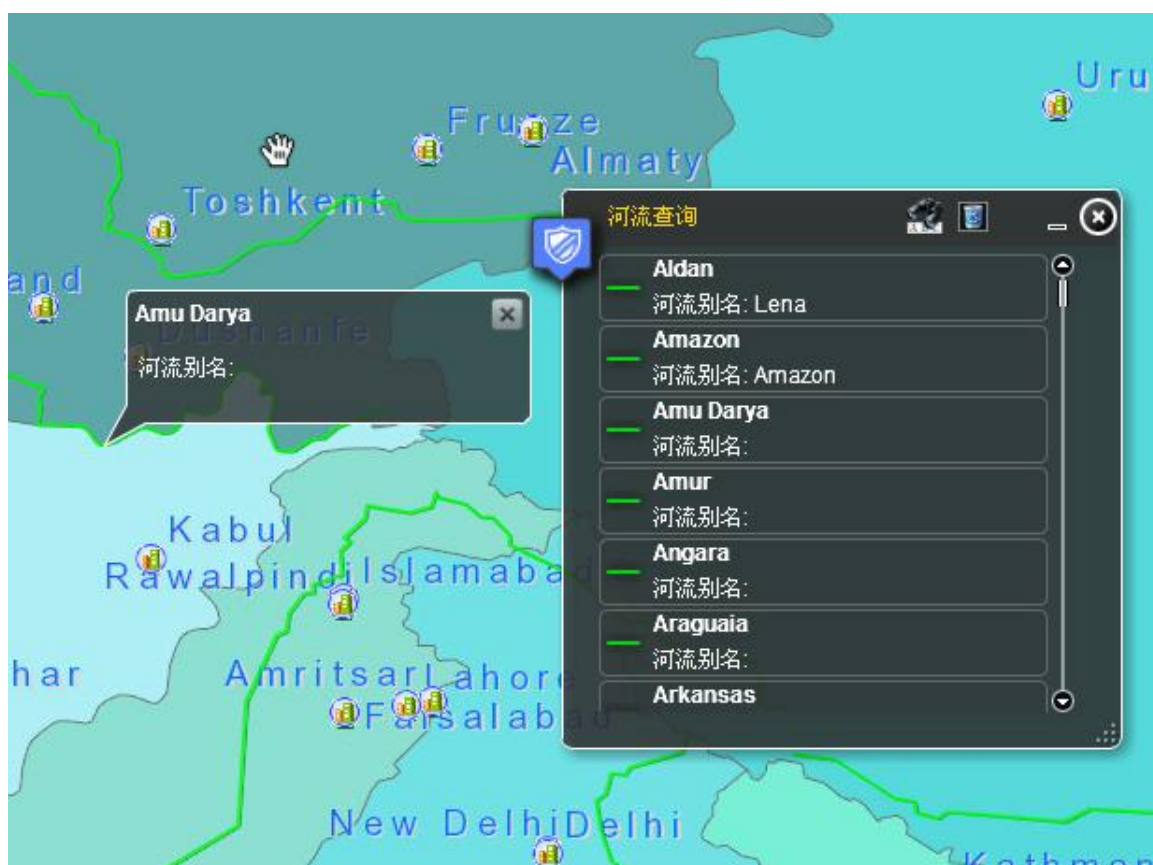 Uru
Frunze
Almaty
Toshkent
河流查询
and
Aldan
河流别名: Lena
Amu Darya
Dushanfe
河流别名:
Amazon
河流别名: Amazon
Amu Darya
河流别名:
Amur
河流别名:
Kabul
Angara
河流别名:
Rawalpindi
Islamabad
Araguaia
河流别名:
har
Amritsar
Lahore
Arkansas
Faisalabad
New Delhi
Delhi
Kathman